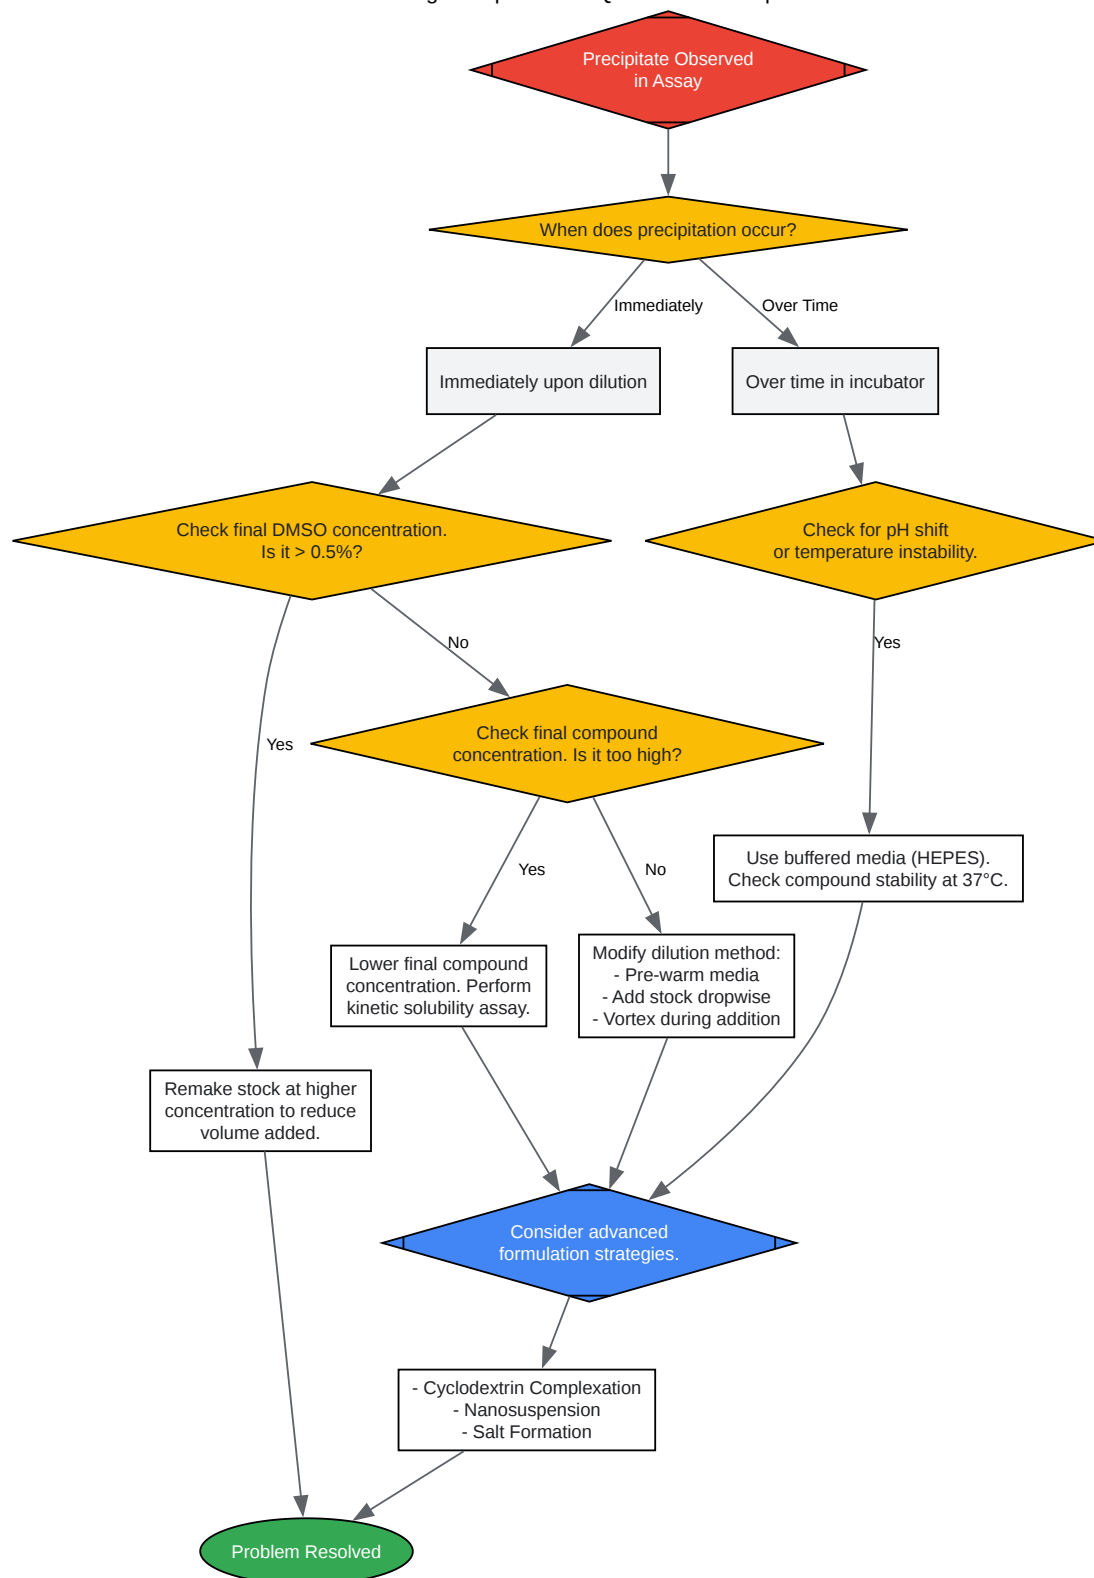 Precipitate Observed
in Assay
When does precipitation occur?
Immediately
Over Time
Immediately upon dilution
Over time in incubator
Check final DMSO concentration.
Is it > 0.5%?
Check for pH shift
or temperature instability.
No
Yes
Check final compound
concentration. Is it too high?
Yes
Yes
No
Use buffered media (HEPES).
Check compound stability at 37°C.
Lower final compound
concentration. Perform
kinetic solubility assay.
Modify dilution method:
- Pre-warm media
- Add stock dropwise
- Vortex during addition
Remake stock at higher
concentration to reduce
volume added.
Consider advanced
formulation strategies.
- Cyclodextrin Complexation
- Nanosuspension
- Salt Formation
Problem Resolved